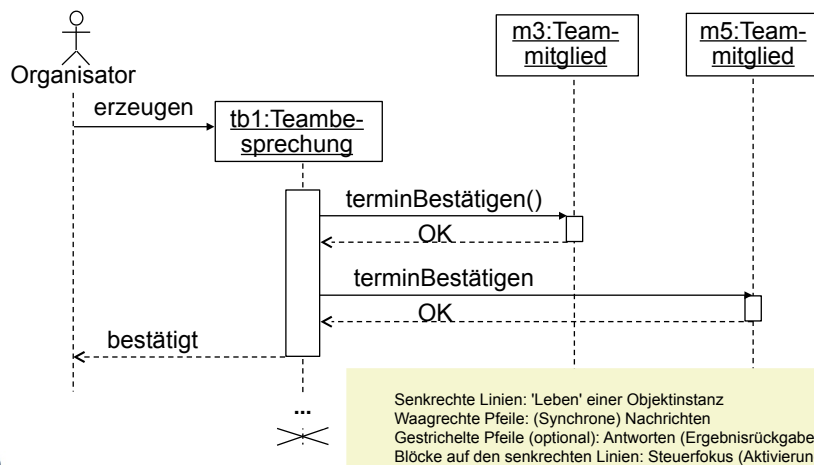 m3:Team-
mitglied
m5:Team-
mitglied
Organisator
erzeugen
tb1:Teambe-
sprechung
terminBestätigen()
OK
terminBestätigen
OK
bestätigt
...
Senkrechte Linien: 'Leben' einer Objektinstanz
Waagrechte Pfeile: (Synchrone) Nachrichten
Gestrichelte Pfeile (optional): Antworten (Ergebnisrückgabe
Blöcke auf den senkrechten Linien: Steuerfokus (Aktivierun